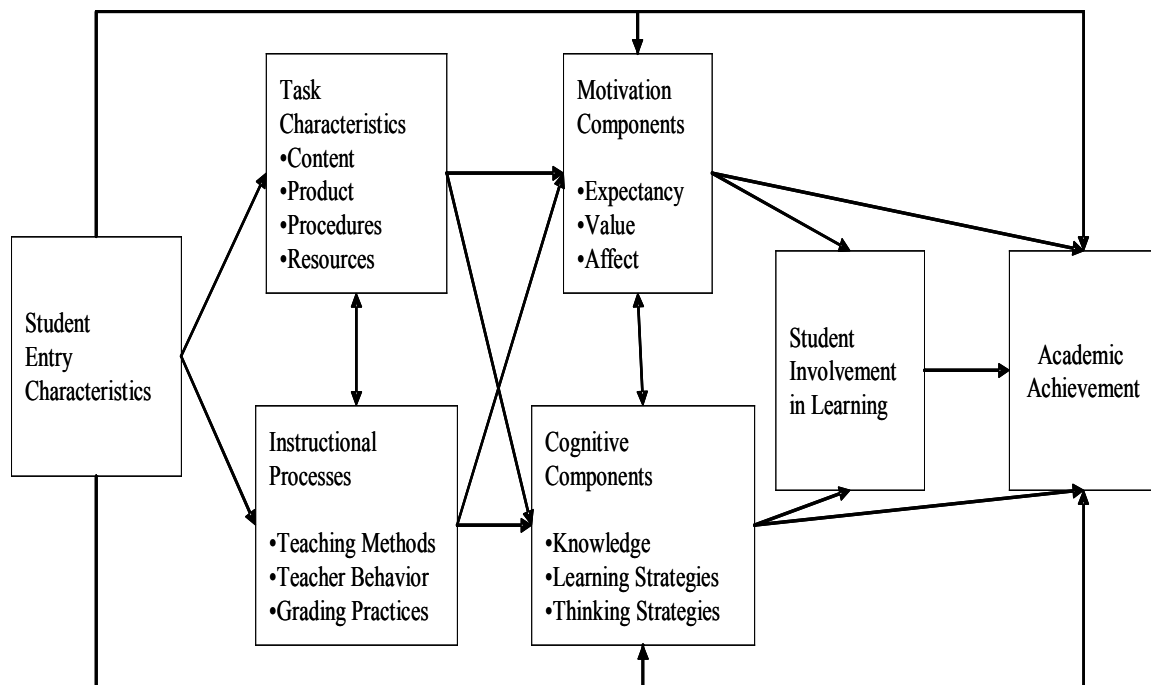 Student
Entry
Characteristics
Task
Characteristics
•Content
•Product
•Procedures
•Resources
Instructional
Processes
•Teaching Methods
•Teacher Behavior
•Grading Practices
Motivation
Components
•Expectancy
•Value
•Affect
Cognitive
Components
•Knowledge
•Learning Strategies
•Thinking Strategies
Student
Involvement
in Learning
Academic
Achievement